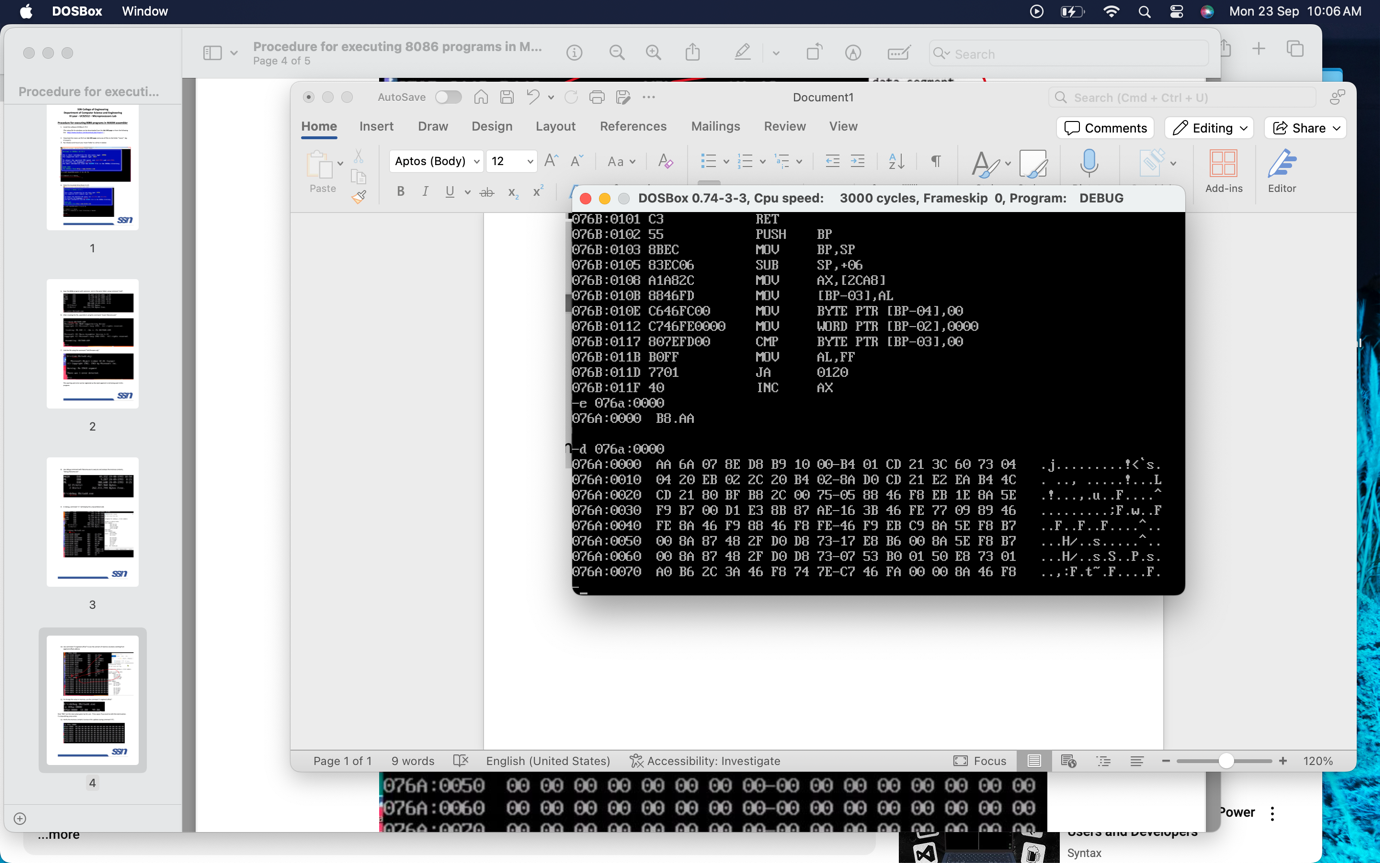 DOSBox Window Mon 23 Sep 10:06 AM
Procedure for executing 8086 programs in M...
Page 4 of 5
Search
Procedure for executi...
1
2
3
4
ssn
ssn
ssn
ssn
data segment
AutoSave
Document1
Search (Cmd + Ctrl + U)
Home Insert Draw Design Layout References Mailings Review View
Comments Editing Share
Paste
Aptos (Body) 12
Add-ins Editor
DOSBox 0.74-3-3, Cpu speed: 3000 cycles, Frameskip 0, Program: DEBUG
076B:0101 C3 RET
076B:0102 55 PUSH BP
076B:0103 8BEC MOV BP,SP
076B:0105 83EC06 SUB SP,+06
076B:0108 A1A82C MOV AX,[2CA8]
076B:010B 8846FD MOV [BP-03],AL
076B:010E C646FC00 MOV BYTE PTR [BP-04],00
076B:0112 C746FE0000 MOV WORD PTR [BP-02],0000
076B:0117 807EFD00 CMP BYTE PTR [BP-03],00
076B:011B B0FF MOV AL,FF
076B:011D 7701 JA 0120
076B:011F 40 INC AX
-e 076a:0000
076A:0000 B8.AA
-d 076a:0000
076A:0000 AA 6A 07 8E D8 B9 10 00-B4 01 CD 21 3C 60 73 04 .j.........!<`s.
076A:0010 04 20 EB 02 2C 20 B4 02-8A D0 CD 21 E2 EA B4 4C . .., .....!...L
076A:0020 CD 21 80 BF B8 2C 00 75-05 88 46 F8 EB 1E 8A 5E .!...,.u..F....^
076A:0030 F9 B7 00 D1 E3 8B 87 AE-16 3B 46 FE 77 09 89 46 .........;F.w..F
076A:0040 FE 8A 46 F9 88 46 F8 FE-46 F9 EB C9 8A 5E F8 B7 ..F..F..F....^..
076A:0050 00 8A 87 48 2F D0 D8 73-17 E8 B6 00 8A 5E F8 B7 ...H/..s.....^..
076A:0060 00 8A 87 48 2F D0 D8 73-07 53 B0 01 50 E8 73 01 ...H/..s.S..P.s.
076A:0070 A0 B6 2C 3A 46 F8 74 7E-C7 46 FA 00 00 8A 46 F8 ..,:F.t~.F....F.
-
Page 1 of 1 9 words English (United States) Accessibility: Investigate Focus 120%
076A:0050 00 00 00 00 00 00 00 00-00 00 00 00 00 00 00 00
076A:0060 00 00 00 00 00 00 00 00-00 00 00 00 00 00 00 00
...more
Power
Users and Developers
Syntax